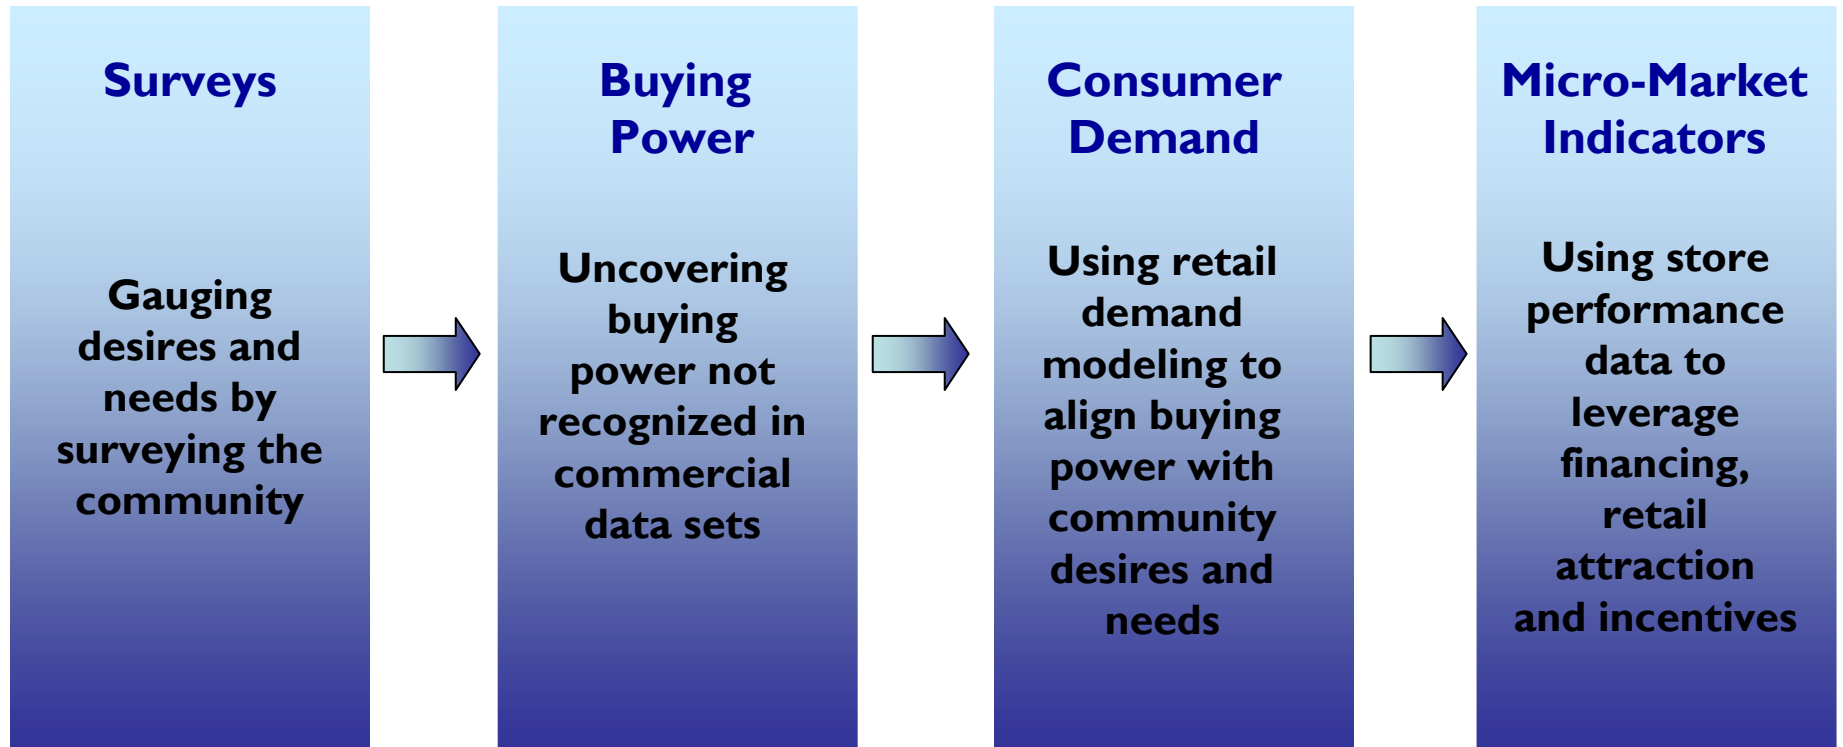 Surveys
Gauging
desires and
needs by
surveying the
community
Buying
Power
Uncovering
buying
power not
recognized in
commercial
data sets
Consumer
Demand
Using retail
demand
modeling to
align buying
power with
community
desires and
needs
Micro-Market
Indicators
Using store
performance
data to
leverage
financing,
retail
attraction
and incentives